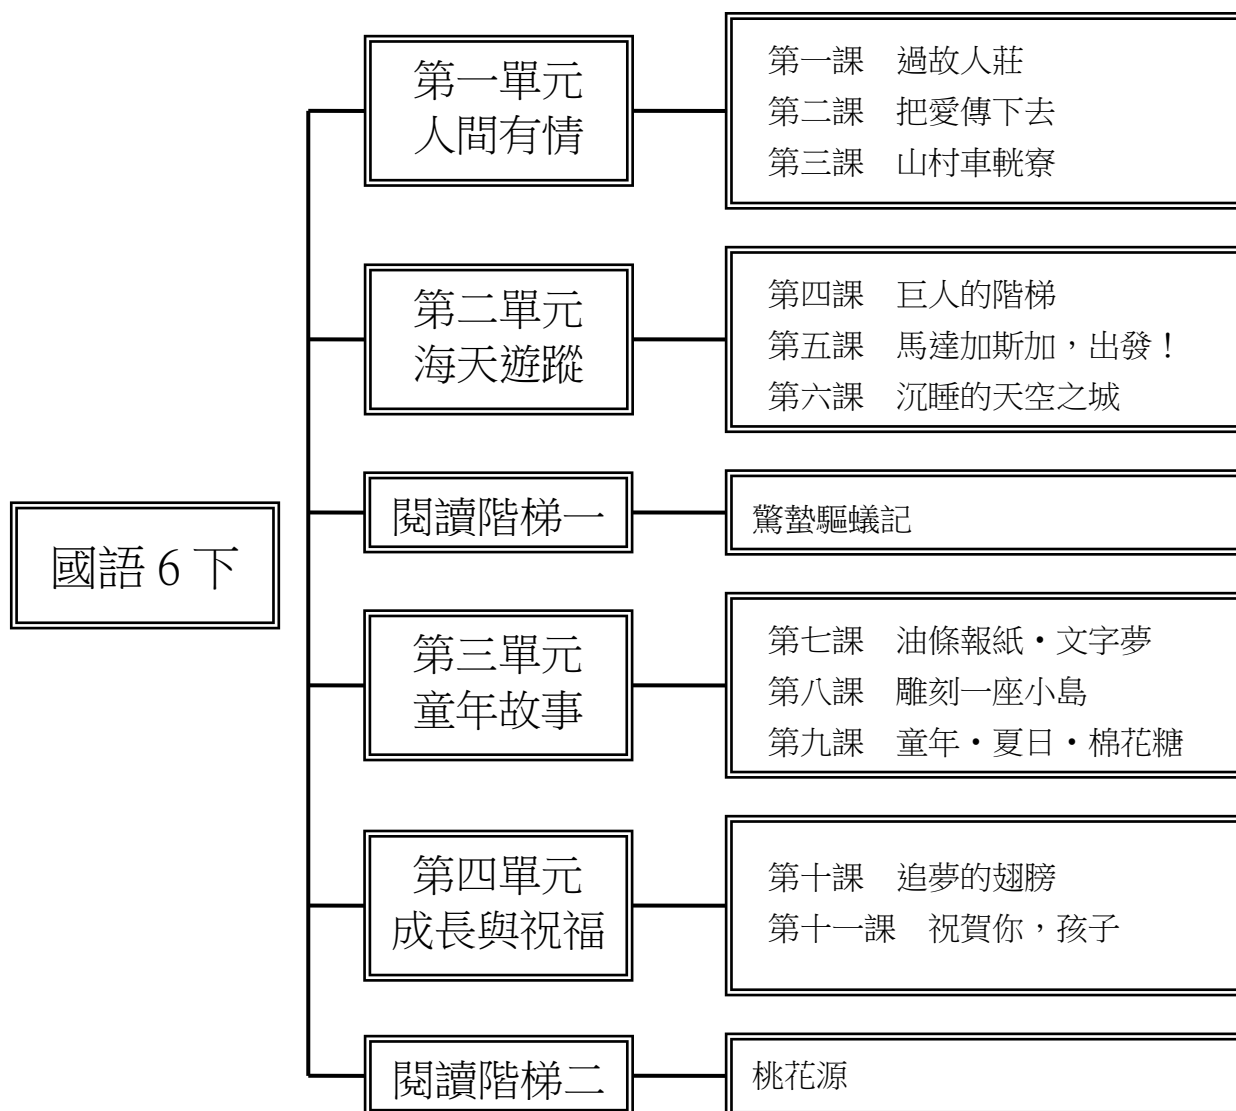 國語 6 下
第一單元
人間有情
第一課　過故人莊
第二課　把愛傳下去
第三課　山村車輄寮
第二單元
海天遊蹤
第四課　巨人的階梯
第五課　馬達加斯加，出發！
第六課　沉睡的天空之城
閱讀階梯一
驚蟄驅蟻記
第三單元
童年故事
第七課　油條報紙・文字夢
第八課　雕刻一座小島
第九課　童年・夏日・棉花糖
第四單元
成長與祝福
第十課　追夢的翅膀
第十一課　祝賀你，孩子
閱讀階梯二
桃花源